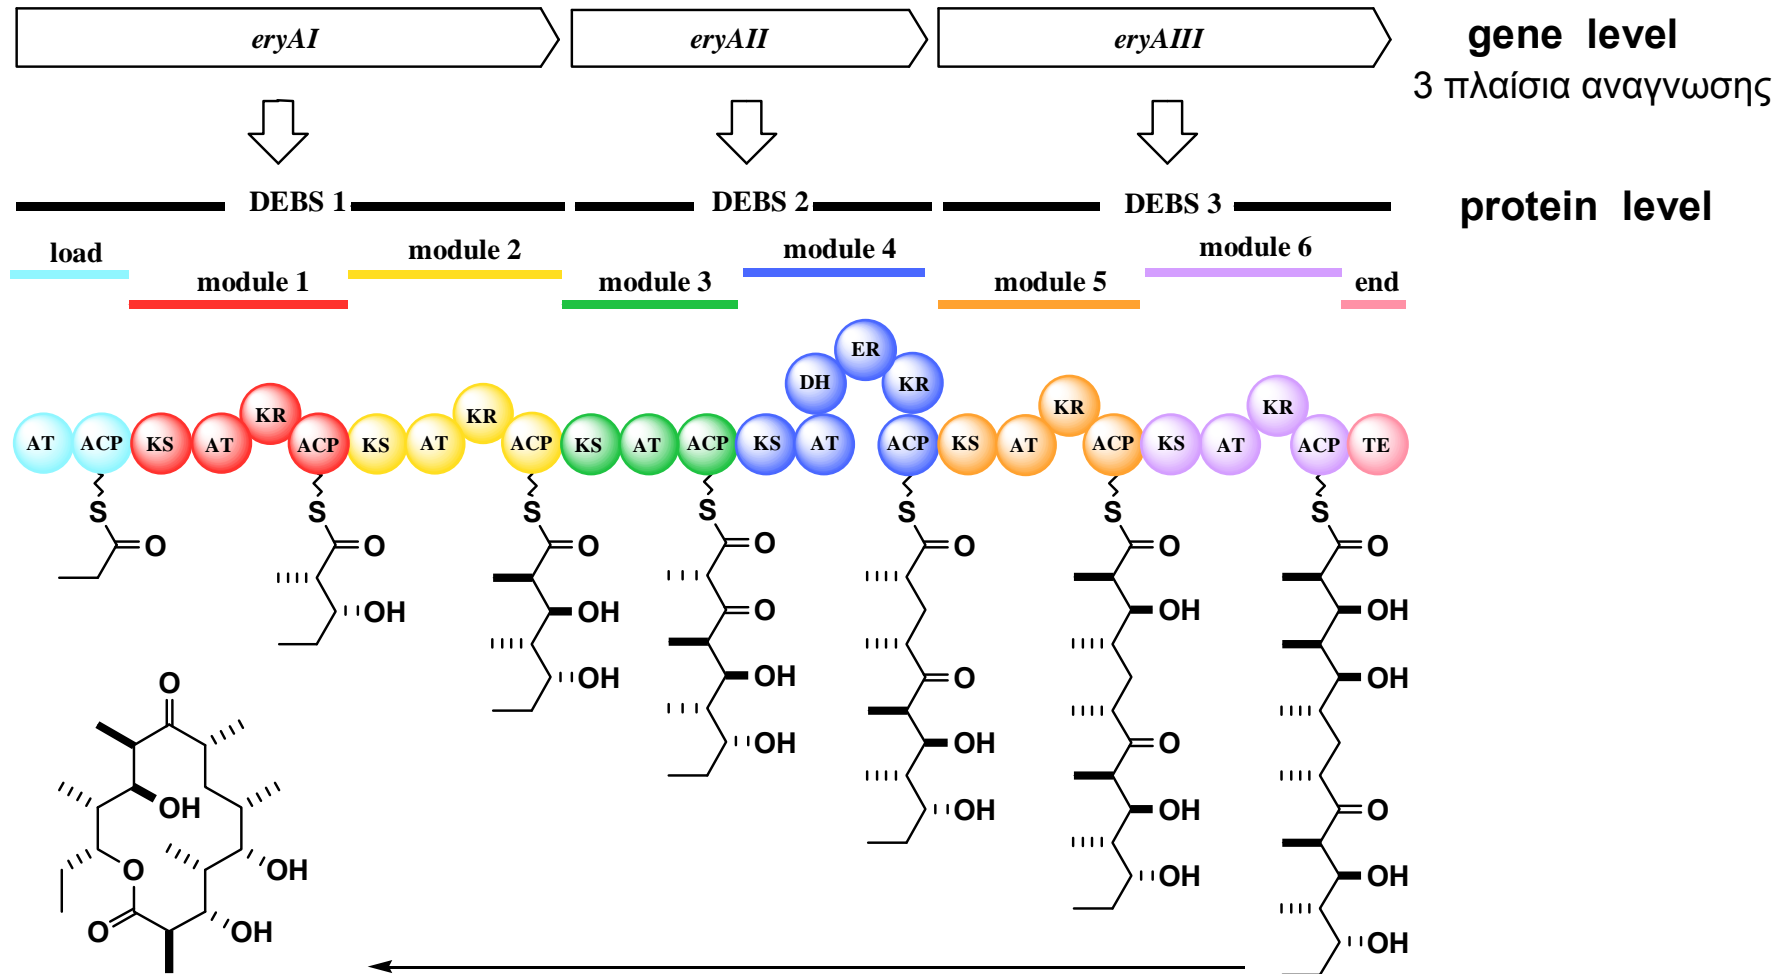 eryAI eryAII eryAIII gene level
3 πλαίσια αναγνωσης
DEBS 1 DEBS 2 DEBS 3 protein level
load module 2 module 4 module 6
module 1 module 3 module 5 end
ER
DH KR
KR KR KR KR
AT ACP KS AT ACP KS AT ACP KS AT ACP KS AT ACP KS AT ACP KS AT ACP TE
S S S S S S S
O O O O O O O
O OH OH O OH OH
OH OH O OH
O OH OH O O
OH OH OH OH
O OH OH OH
O OH OH